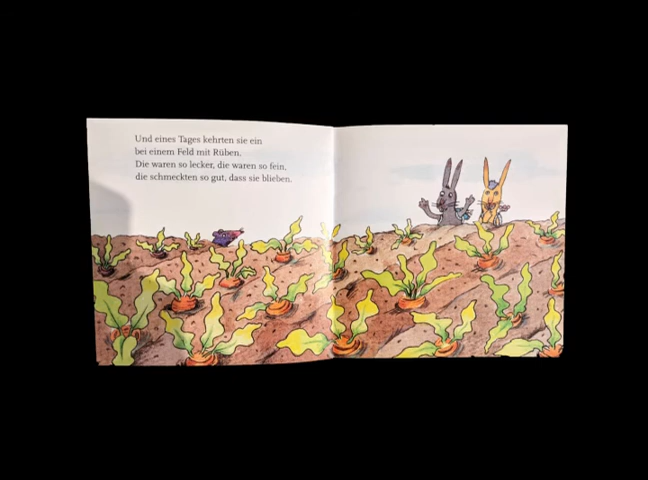 Und eines Tages kehrten sie ein
bei einem Feld mit Rüben.
Die waren so lecker, die waren so fein,
die schmeckten so gut, dass sie blieben.